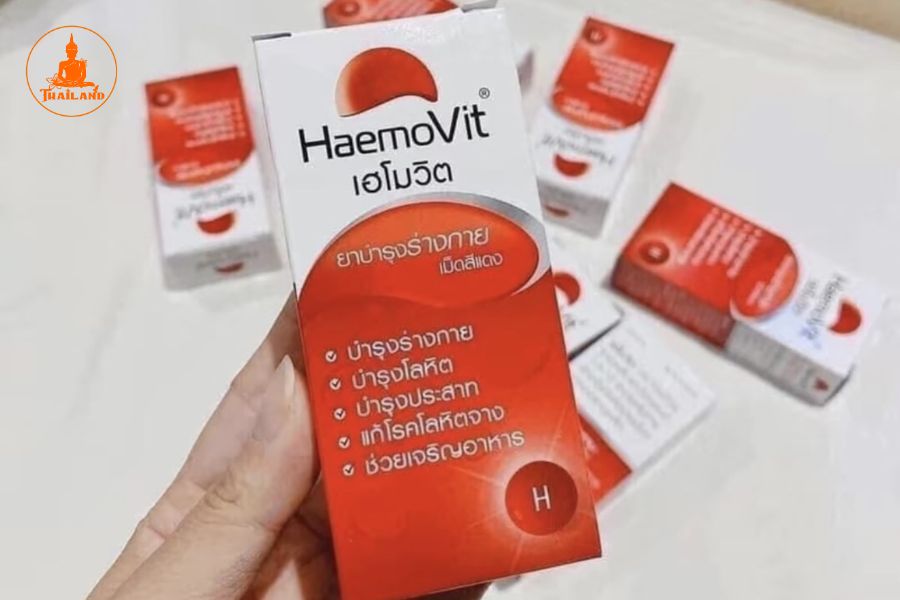 THAILAND
HaemoVit®
เฮโมวิต
ยาบำรุงร่างกาย
เม็ดสีแดง
บำรุงร่างกาย
บำรุงโลหิต
บำรุงประสาท
แก้โรคโลหิตจาง
ช่วยเจริญอาหาร
H
HaemoVit
HaemoVit
HaemoVit